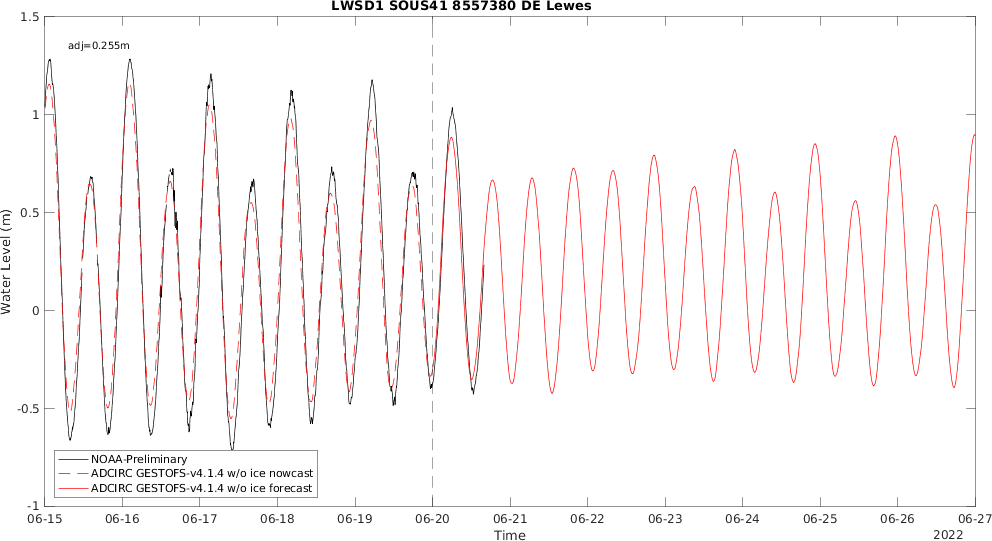 LWSD1 SOUS41 8557380 DE Lewes
1.5
adj=0.255m
1
0.5
Water Level (m)
0
-0.5
NOAA-Preliminary
ADCIRC GESTOFS-v4.1.4 w/o ice nowcast
ADCIRC GESTOFS-v4.1.4 w/o ice forecast
-1
06-15 06-16 06-17 06-18 06-19 06-20 06-21 06-22 06-23 06-24 06-25 06-26 06-27
Time
2022